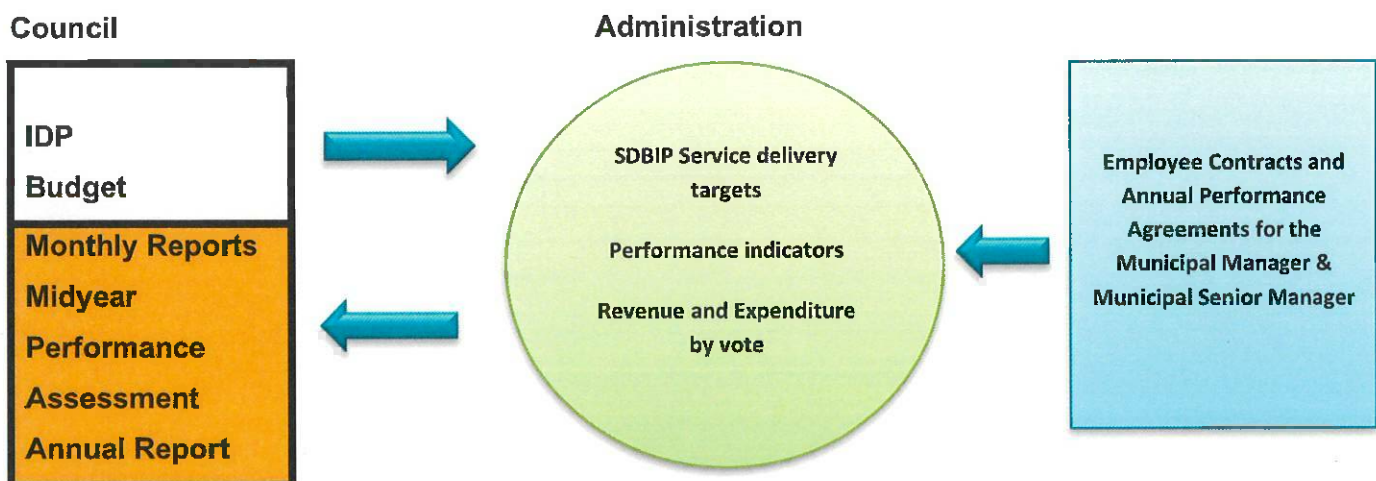 Council
Administration
IDP
Budget
Monthly Reports
Midyear
Performance
Assessment
Annual Report
SDBIP Service delivery
targets
Performance indicators
Revenue and Expenditure
by vote
Employee Contracts and
Annual Performance
Agreements for the
Municipal Manager &
Municipal Senior Manager